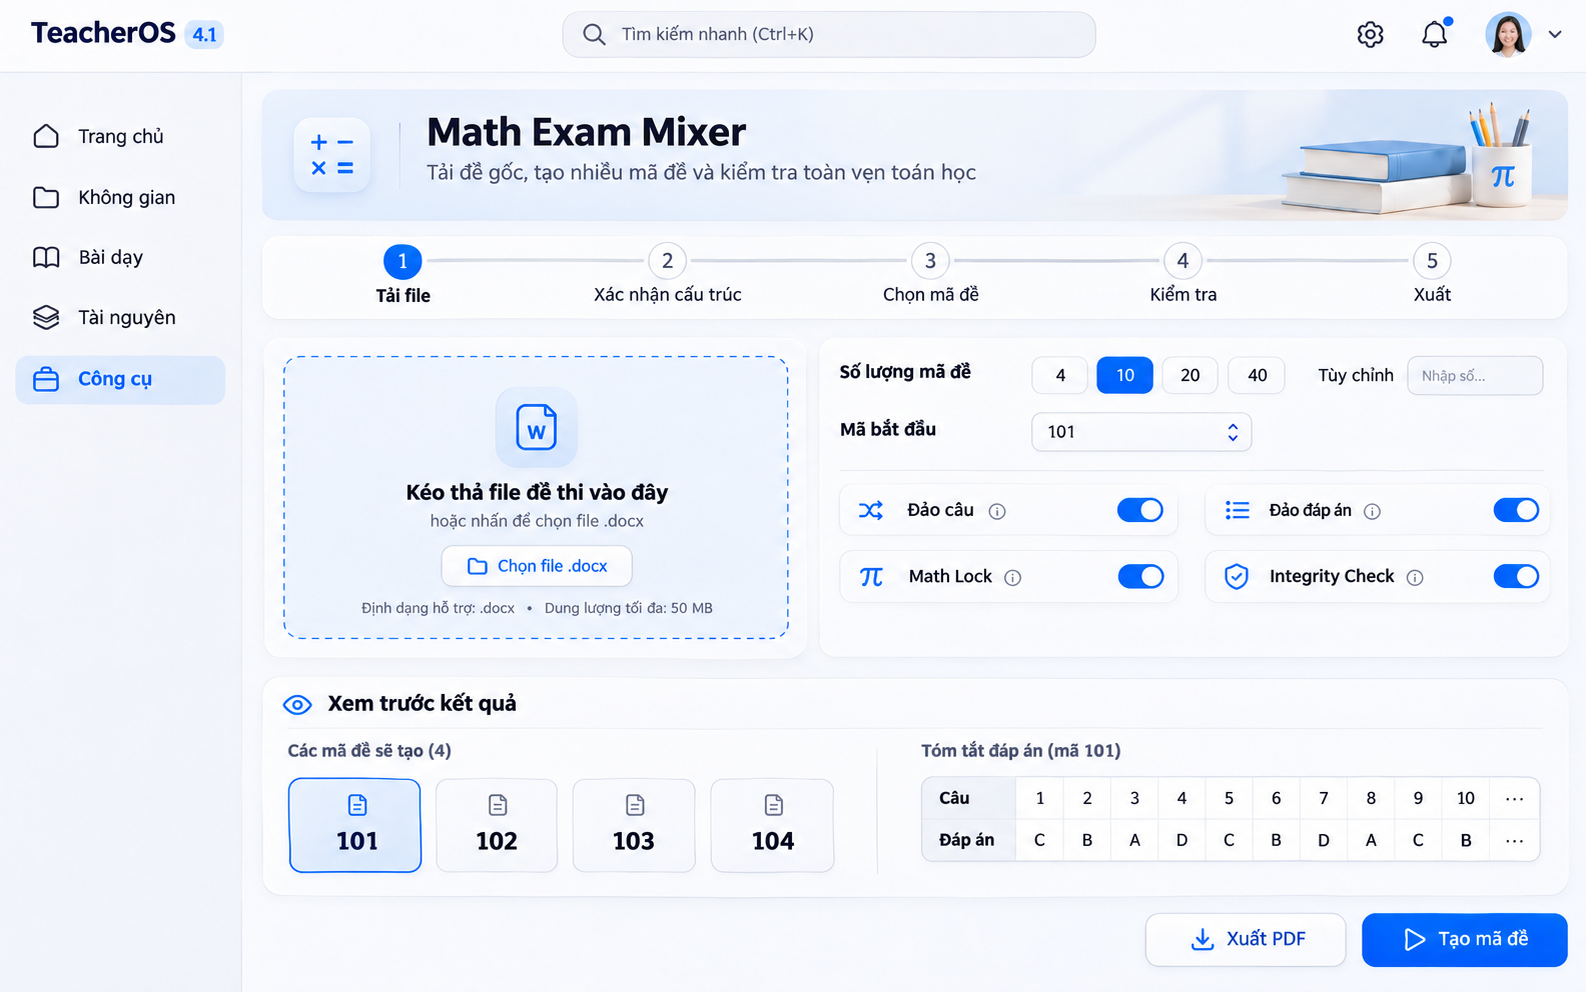 TeacherOS 4.1
Tìm kiếm nhanh (Ctrl+K)
Trang chủ
Không gian
Bài dạy
Tài nguyên
Công cụ
+ −
× =
Math Exam Mixer
Tải đề gốc, tạo nhiều mã đề và kiểm tra toàn vẹn toán học
π
1 2 3 4 5
Tải file Xác nhận cấu trúc Chọn mã đề Kiểm tra Xuất
W
Kéo thả file đề thi vào đây
hoặc nhấn để chọn file .docx
Chọn file .docx
Định dạng hỗ trợ: .docx • Dung lượng tối đa: 50 MB
Số lượng mã đề 4 10 20 40 Tùy chỉnh Nhập số...
Mã bắt đầu 101
Đảo câu Đảo đáp án
π Math Lock Integrity Check
Xem trước kết quả
Các mã đề sẽ tạo (4)
101 102 103 104
Tóm tắt đáp án (mã 101)
Câu 1 2 3 4 5 6 7 8 9 10 ...
Đáp án C B A D C B D A C B ...
Xuất PDF Tạo mã đề